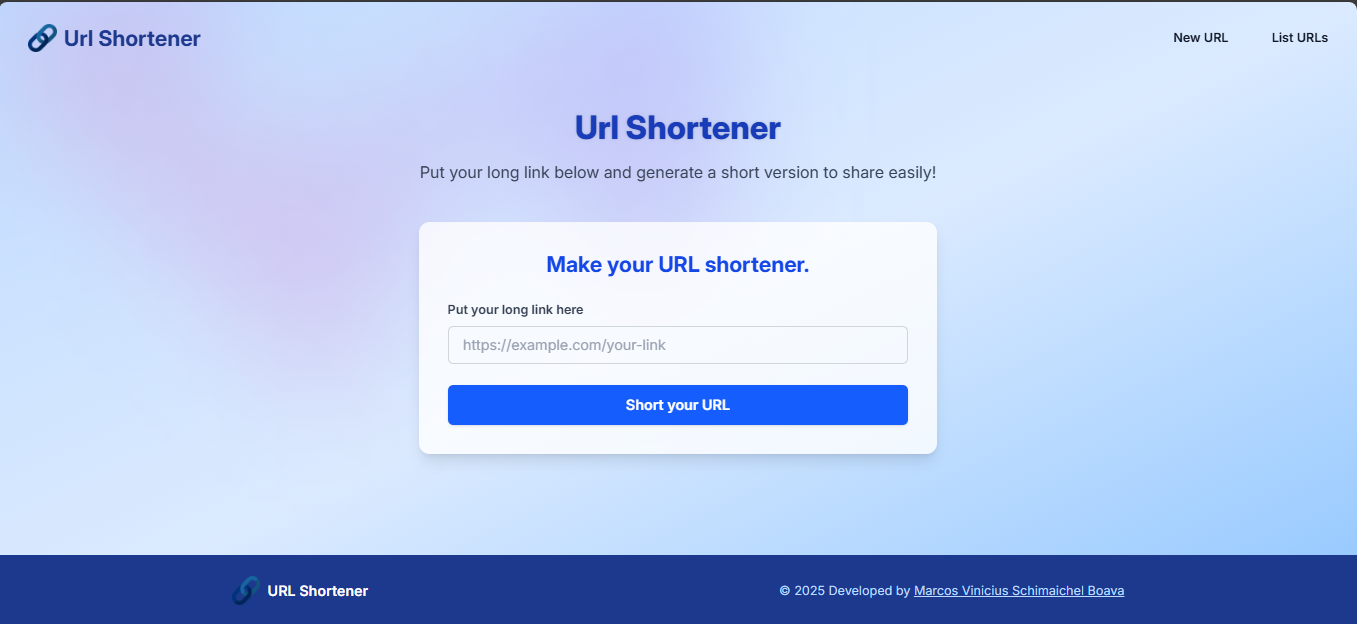 Url Shortener
New URL
List URLs
Url Shortener
Put your long link below and generate a short version to share easily!
Make your URL shortener.
Put your long link here
https://example.com/your-link
Short your URL
URL Shortener
© 2025 Developed by Marcos Vinicius Schimaichel Boava